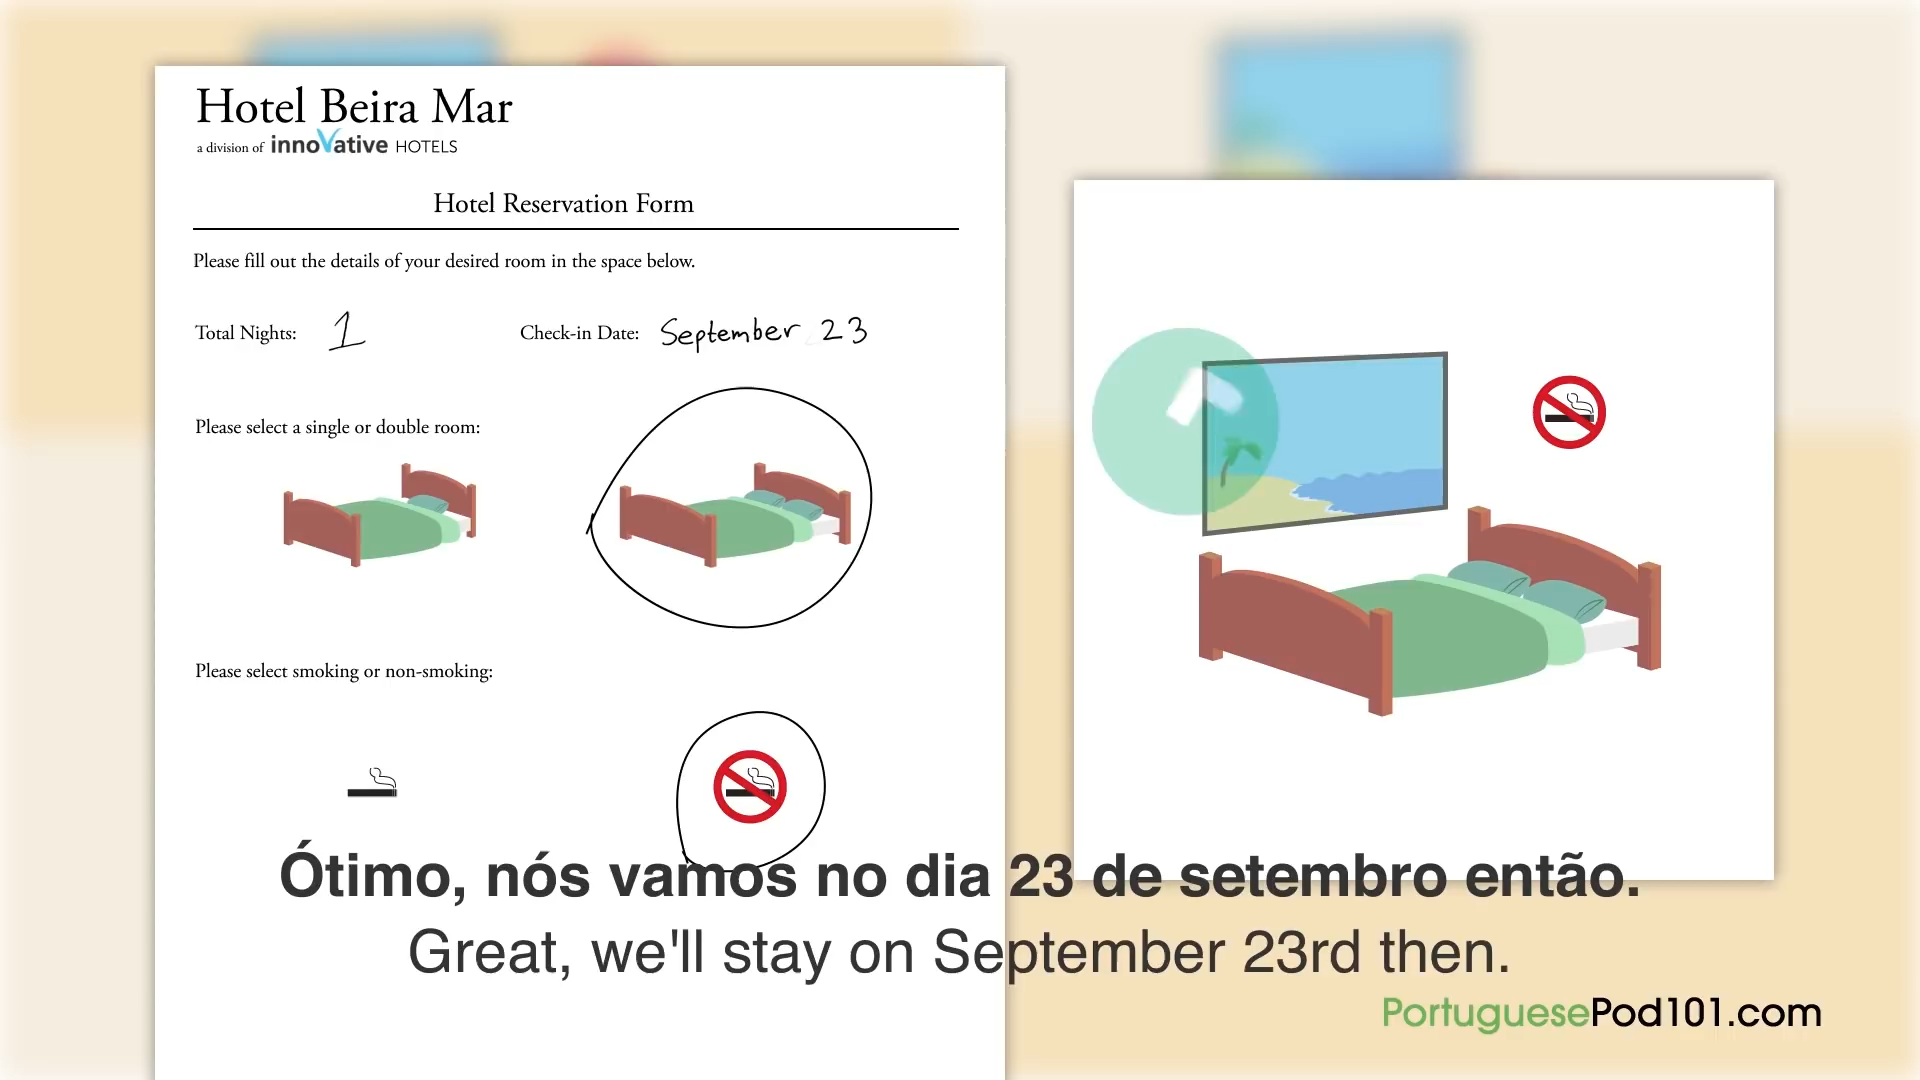 Hotel Beira Mar
a division of innoVative HOTELS
Hotel Reservation Form
Please fill out the details of your desired room in the space below.
Total Nights: 1 Check-in Date: September 23
Please select a single or double room:
Please select smoking or non-smoking:
Ótimo, nós vamos no dia 23 de setembro então.
Great, we'll stay on September 23rd then.
PortuguesePod101.com